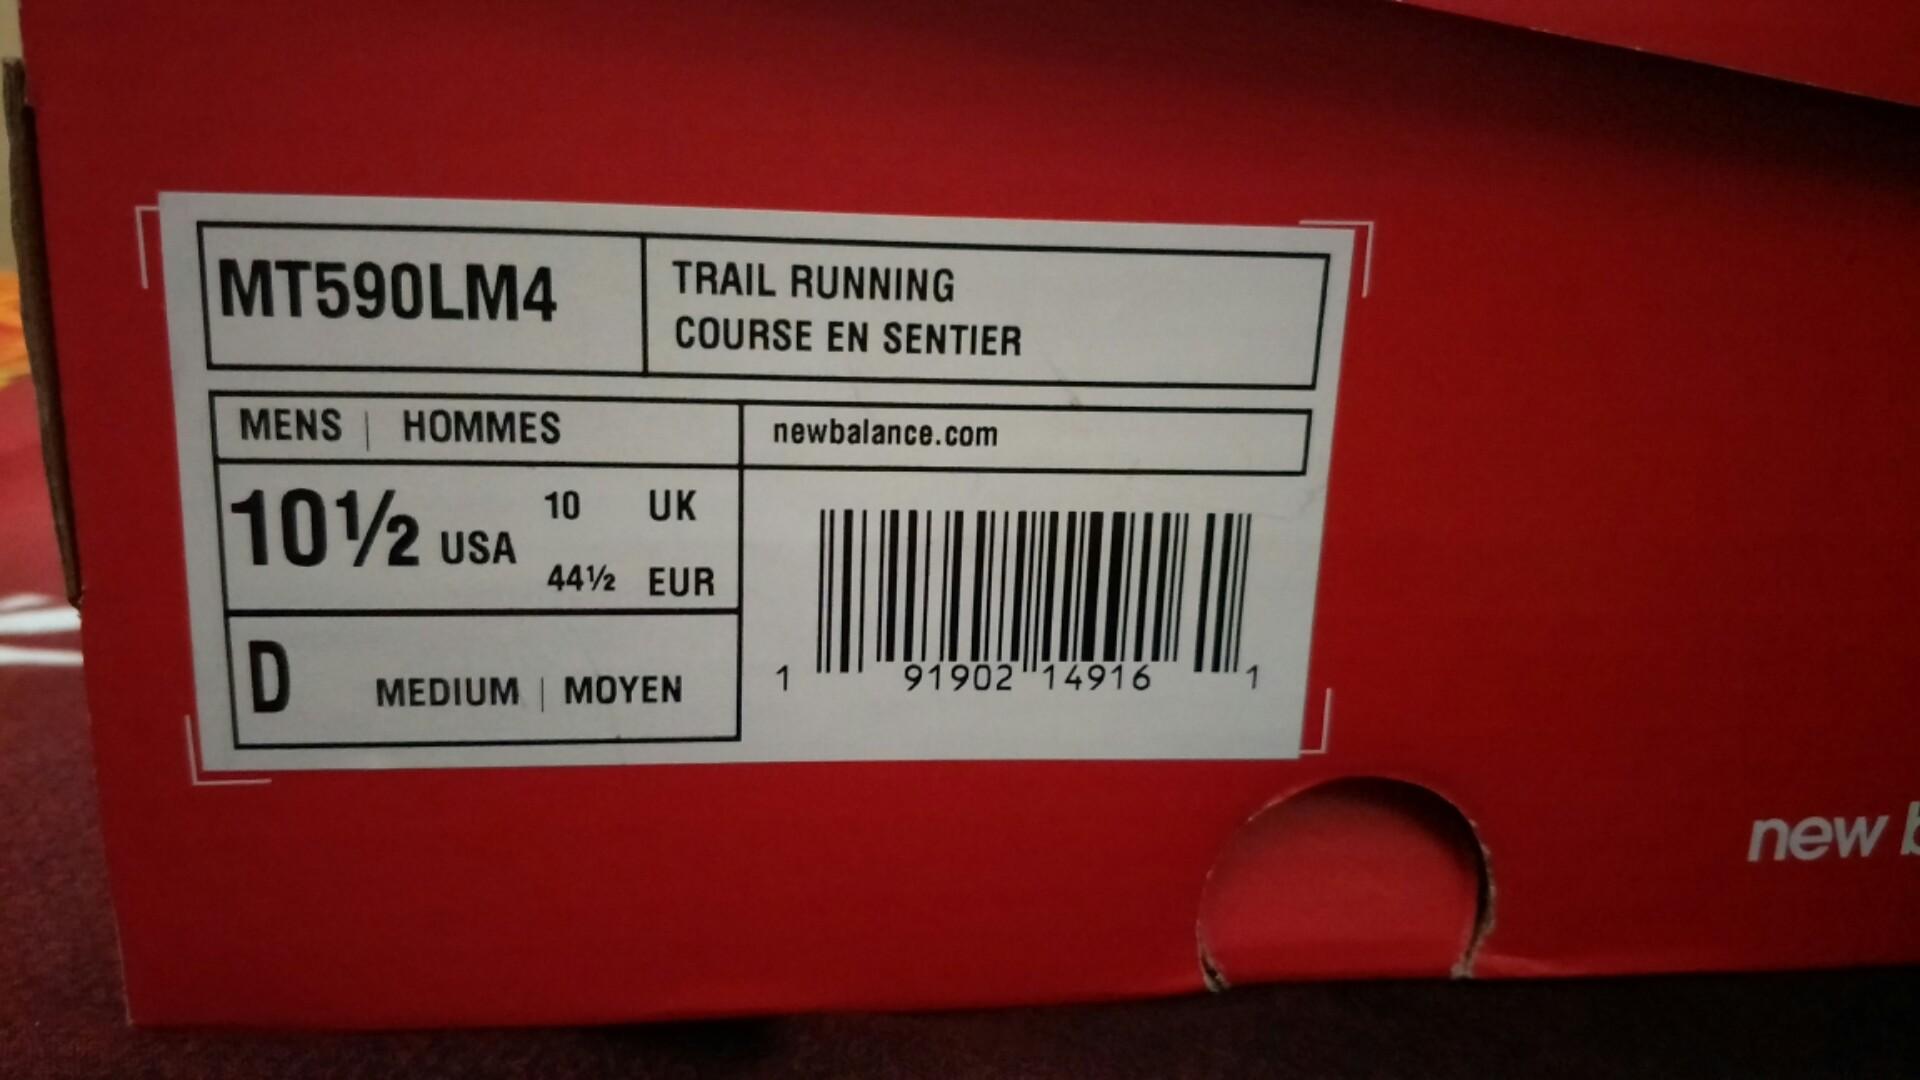 MT590LM4
TRAIL RUNNING
COURSE EN SENTIER
MENS | HOMMES
newbalance.com
10½ USA
10 UK
44½ EUR
D MEDIUM | MOYEN
1 91902 14916 1
new b